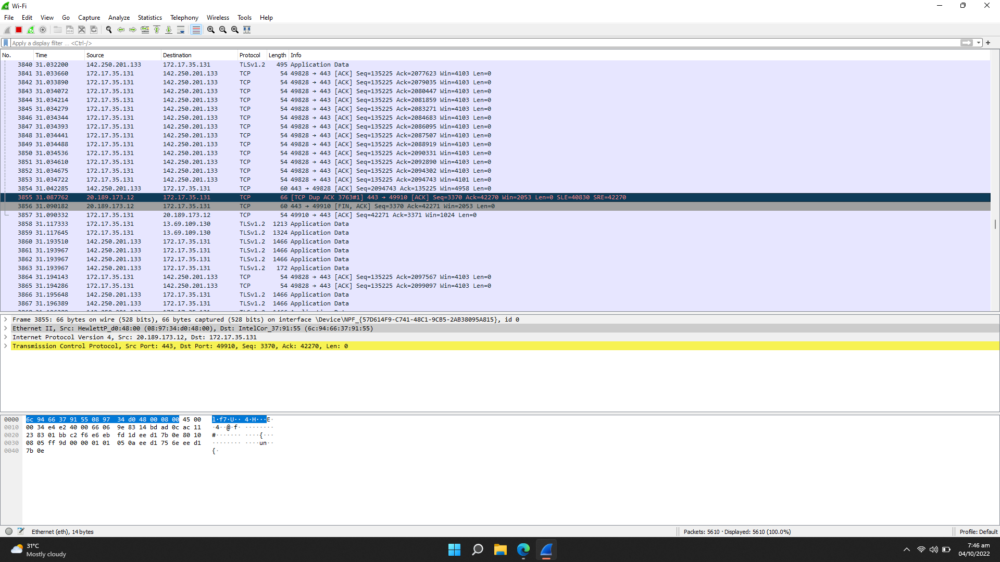 Wi-Fi
File Edit View Go Capture Analyze Statistics Telephony Wireless Tools Help
Apply a display filter ... <Ctrl-/>
No. Time Source Destination Protocol Length Info
3840 31.032200 142.250.201.133 172.17.35.131 TLSv1.2 495 Application Data
3841 31.033660 172.17.35.131 142.250.201.133 TCP 54 49828 → 443 [ACK] Seq=135225 Ack=2077623 Win=4103 Len=0
3842 31.033890 172.17.35.131 142.250.201.133 TCP 54 49828 → 443 [ACK] Seq=135225 Ack=2079035 Win=4103 Len=0
3843 31.034072 172.17.35.131 142.250.201.133 TCP 54 49828 → 443 [ACK] Seq=135225 Ack=2080447 Win=4103 Len=0
3844 31.034214 172.17.35.131 142.250.201.133 TCP 54 49828 → 443 [ACK] Seq=135225 Ack=2081859 Win=4103 Len=0
3845 31.034279 172.17.35.131 142.250.201.133 TCP 54 49828 → 443 [ACK] Seq=135225 Ack=2083271 Win=4103 Len=0
3846 31.034344 172.17.35.131 142.250.201.133 TCP 54 49828 → 443 [ACK] Seq=135225 Ack=2084683 Win=4103 Len=0
3847 31.034393 172.17.35.131 142.250.201.133 TCP 54 49828 → 443 [ACK] Seq=135225 Ack=2086095 Win=4103 Len=0
3848 31.034441 172.17.35.131 142.250.201.133 TCP 54 49828 → 443 [ACK] Seq=135225 Ack=2087507 Win=4103 Len=0
3849 31.034488 172.17.35.131 142.250.201.133 TCP 54 49828 → 443 [ACK] Seq=135225 Ack=2088919 Win=4103 Len=0
3850 31.034536 172.17.35.131 142.250.201.133 TCP 54 49828 → 443 [ACK] Seq=135225 Ack=2090331 Win=4103 Len=0
3851 31.034610 172.17.35.131 142.250.201.133 TCP 54 49828 → 443 [ACK] Seq=135225 Ack=2092890 Win=4103 Len=0
3852 31.034675 172.17.35.131 142.250.201.133 TCP 54 49828 → 443 [ACK] Seq=135225 Ack=2094302 Win=4103 Len=0
3853 31.034722 172.17.35.131 142.250.201.133 TCP 54 49828 → 443 [ACK] Seq=135225 Ack=2094743 Win=4101 Len=0
3854 31.042285 142.250.201.133 172.17.35.131 TCP 60 443 → 49828 [ACK] Seq=2094743 Ack=135225 Win=4958 Len=0
3855 31.087762 20.189.173.12 172.17.35.131 TCP 66 [TCP Dup ACK 3763#1] 443 → 49910 [ACK] Seq=3370 Ack=42270 Win=2053 Len=0 SLE=40830 SRE=42270
3856 31.090182 20.189.173.12 172.17.35.131 TCP 60 443 → 49910 [FIN, ACK] Seq=3370 Ack=42271 Win=2053 Len=0
3857 31.090332 172.17.35.131 20.189.173.12 TCP 54 49910 → 443 [ACK] Seq=42271 Ack=3371 Win=1024 Len=0
3858 31.117333 172.17.35.131 13.69.109.130 TLSv1.2 1213 Application Data
3859 31.117645 172.17.35.131 13.69.109.130 TLSv1.2 1324 Application Data
3860 31.193510 142.250.201.133 172.17.35.131 TLSv1.2 1466 Application Data
3861 31.193967 142.250.201.133 172.17.35.131 TLSv1.2 1466 Application Data
3862 31.193967 142.250.201.133 172.17.35.131 TLSv1.2 1466 Application Data
3863 31.193967 142.250.201.133 172.17.35.131 TLSv1.2 172 Application Data
3864 31.194143 172.17.35.131 142.250.201.133 TCP 54 49828 → 443 [ACK] Seq=135225 Ack=2097567 Win=4103 Len=0
3865 31.194286 172.17.35.131 142.250.201.133 TCP 54 49828 → 443 [ACK] Seq=135225 Ack=2099097 Win=4103 Len=0
3866 31.195648 142.250.201.133 172.17.35.131 TLSv1.2 1466 Application Data
3867 31.196389 142.250.201.133 172.17.35.131 TLSv1.2 1466 Application Data
Frame 3855: 66 bytes on wire (528 bits), 66 bytes captured (528 bits) on interface \Device\NPF_{57D614F9-C741-48C1-9CB5-2AB38095A815}, id 0
Ethernet II, Src: HewlettP_d0:48:00 (08:97:34:d0:48:00), Dst: IntelCor_37:91:55 (6c:94:66:37:91:55)
Internet Protocol Version 4, Src: 20.189.173.12, Dst: 172.17.35.131
Transmission Control Protocol, Src Port: 443, Dst Port: 49910, Seq: 3370, Ack: 42270, Len: 0
0000 6c 94 66 37 91 55 08 97 34 d0 48 00 08 00 45 00 l·f7·U·· 4·H···E·
0010 00 34 e4 e2 40 00 66 06 9e 83 14 bd ad 0c ac 11 ·4··@·f· ········
0020 23 83 01 bb c2 f6 e6 eb fd 1d ee d1 7b 0e 80 10 #······· ····{···
0030 08 05 ff 9d 00 00 01 01 05 0a ee d1 75 6e ee d1 ········ ····un··
0040 7b 0e {·
Ethernet (eth), 14 bytes Packets: 5610 · Displayed: 5610 (100.0%) Profile: Default
31°C
Mostly cloudy
7:46 am
04/10/2022